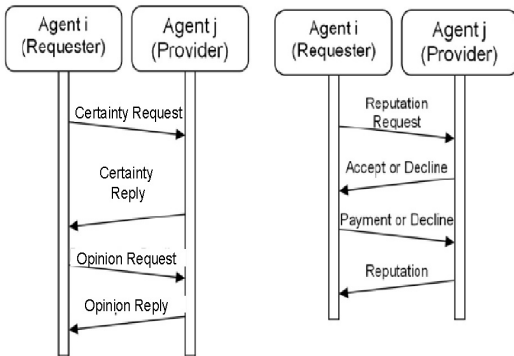 Agent i
(Requester)
Agent j
(Provider)
Certainty Request
Certainty
Reply
Opinion Request
Opinion Reply
Agent i
(Requester)
Agent j
(Provider)
Reputation
Request
Accept or Decline
Payment or Decline
Reputation